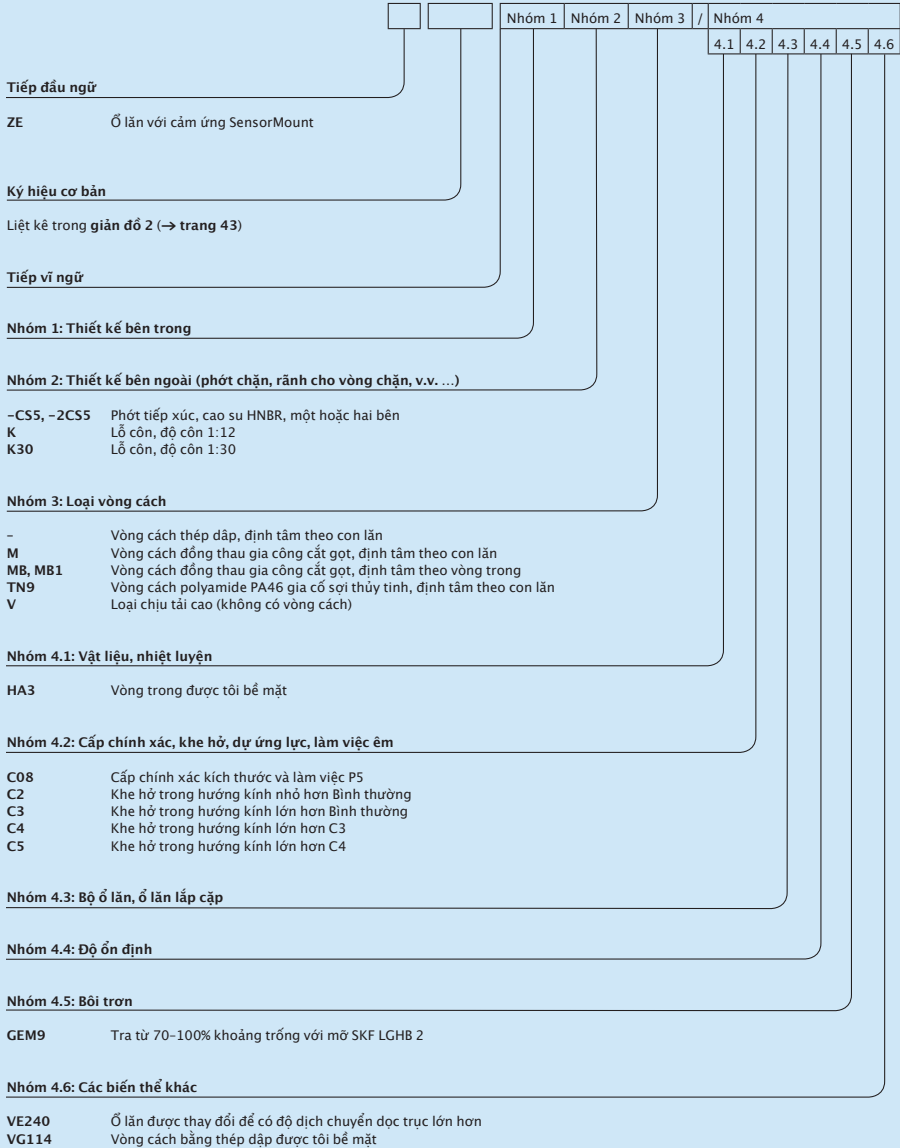 Nhóm 1 Nhóm 2 Nhóm 3 / Nhóm 4
4.1 4.2 4.3 4.4 4.5 4.6
Tiếp đầu ngữ
ZE Ổ lăn với cảm ứng SensorMount
Ký hiệu cơ bản
Liệt kê trong giản đồ 2 (→ trang 43)
Tiếp vĩ ngữ
Nhóm 1: Thiết kế bên trong
Nhóm 2: Thiết kế bên ngoài (phớt chặn, rãnh cho vòng chặn, v.v. ...)
-CS5, -2CS5 Phớt tiếp xúc, cao su HNBR, một hoặc hai bên
K Lỗ côn, độ côn 1:12
K30 Lỗ côn, độ côn 1:30
Nhóm 3: Loại vòng cách
– Vòng cách thép dâp, định tâm theo con lăn
M Vòng cách đồng thau gia công cắt gọt, định tâm theo con lăn
MB, MB1 Vòng cách đồng thau gia công cắt gọt, định tâm theo vòng trong
TN9 Vòng cách polyamide PA46 gia cố sợi thủy tinh, định tâm theo con lăn
V Loại chịu tải cao (không có vòng cách)
Nhóm 4.1: Vật liệu, nhiệt luyện
HA3 Vòng trong được tôi bề mặt
Nhóm 4.2: Cấp chính xác, khe hở, dự ứng lực, làm việc êm
C08 Cấp chính xác kích thước và làm việc P5
C2 Khe hở trong hướng kính nhỏ hơn Bình thường
C3 Khe hở trong hướng kính lớn hơn Bình thường
C4 Khe hở trong hướng kính lớn hơn C3
C5 Khe hở trong hướng kính lớn hơn C4
Nhóm 4.3: Bộ ổ lăn, ổ lăn lắp cặp
Nhóm 4.4: Độ ổn định
Nhóm 4.5: Bôi trơn
GEM9 Tra từ 70–100% khoảng trống với mỡ SKF LGHB 2
Nhóm 4.6: Các biến thể khác
VE240 Ổ lăn được thay đổi để có độ dịch chuyển dọc trục lớn hơn
VG114 Vòng cách bằng thép dập được tôi bề mặt